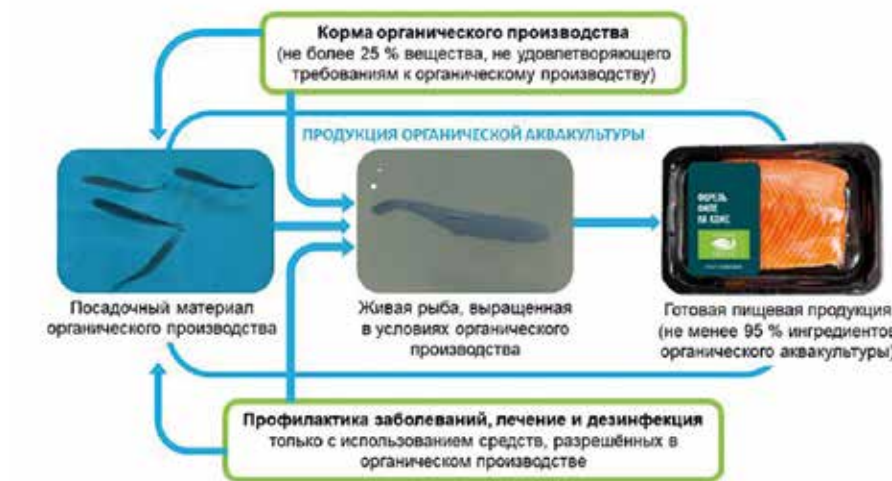 Корма органического производства
(не более 25 % вещества, не удовлетворяющего
требованиям к органическому производству)
ПРОДУКЦИЯ ОРГАНИЧЕСКОЙ АКВАКУЛЬТУРЫ
ФОРЕЛЬ
ФИЛЕ
НА КОЖЕ
Посадочный материал
органического производства
Живая рыба, выращенная
в условиях органического
производства
Готовая пищевая продукция
(не менее 95 % ингредиентов
органического аквакультуры)
Профилактика заболеваний, лечение и дезинфекция
только с использованием средств, разрешённых в
органическом производстве